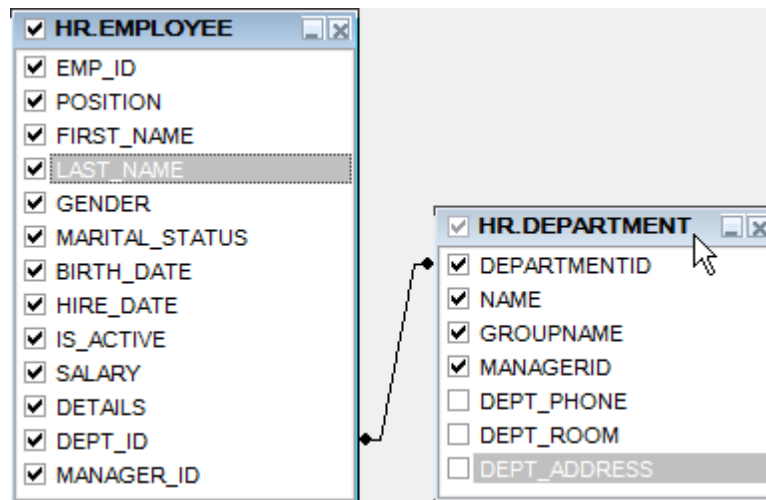 HR.EMPLOYEE
EMP_ID
POSITION
FIRST_NAME
LAST_NAME
GENDER
MARITAL_STATUS
BIRTH_DATE
HIRE_DATE
IS_ACTIVE
SALARY
DETAILS
DEPT_ID
MANAGER_ID
HR.DEPARTMENT
DEPARTMENTID
NAME
GROUPNAME
MANAGERID
DEPT_PHONE
DEPT_ROOM
DEPT_ADDRESS